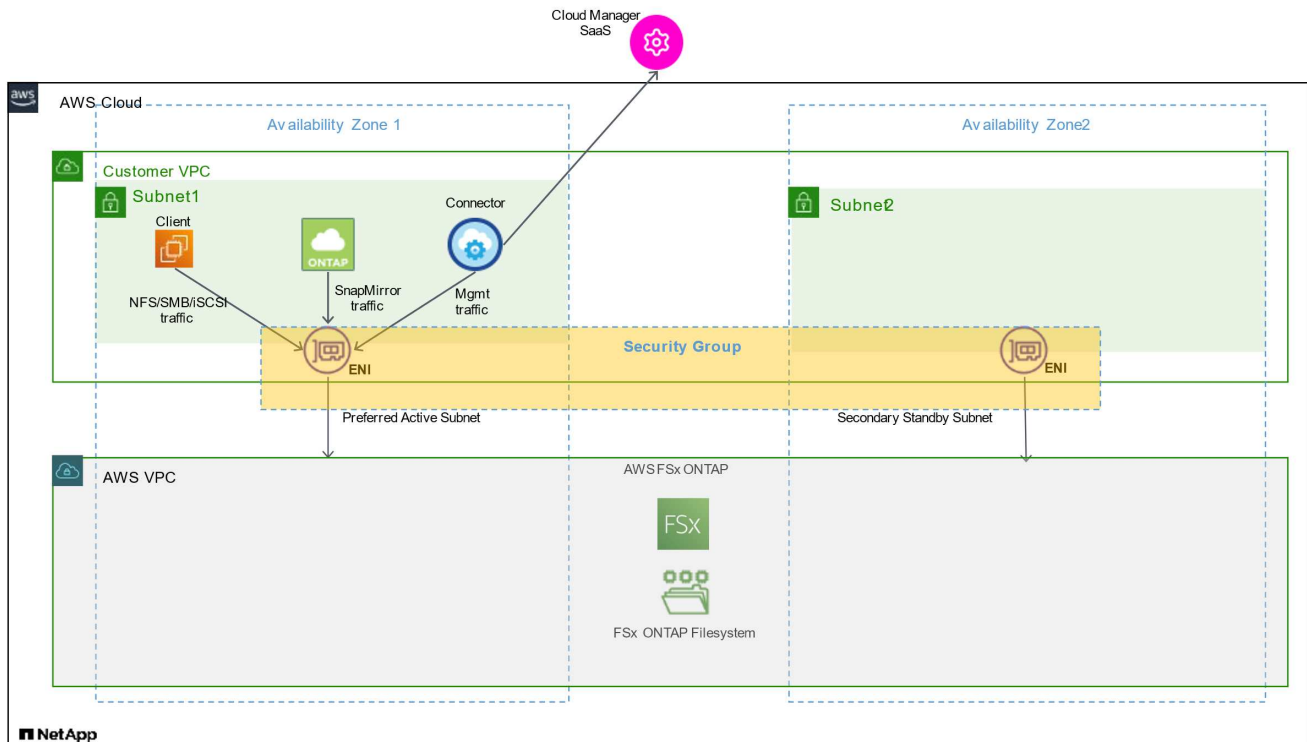 Cloud Manager
SaaS
aws
AWS Cloud
Availability Zone 1
Availability Zone2
Customer VPC
Subnet1
Subnet2
Client
Connector
ONTAP
NFS/SMB/iSCSI
traffic
SnapMirror
traffic
Mgmt
traffic
Security Group
ENI
ENI
Preferred Active Subnet
Secondary Standby Subnet
AWS VPC
AWS FSx ONTAP
FSx
FSx ONTAP Filesystem
NetApp